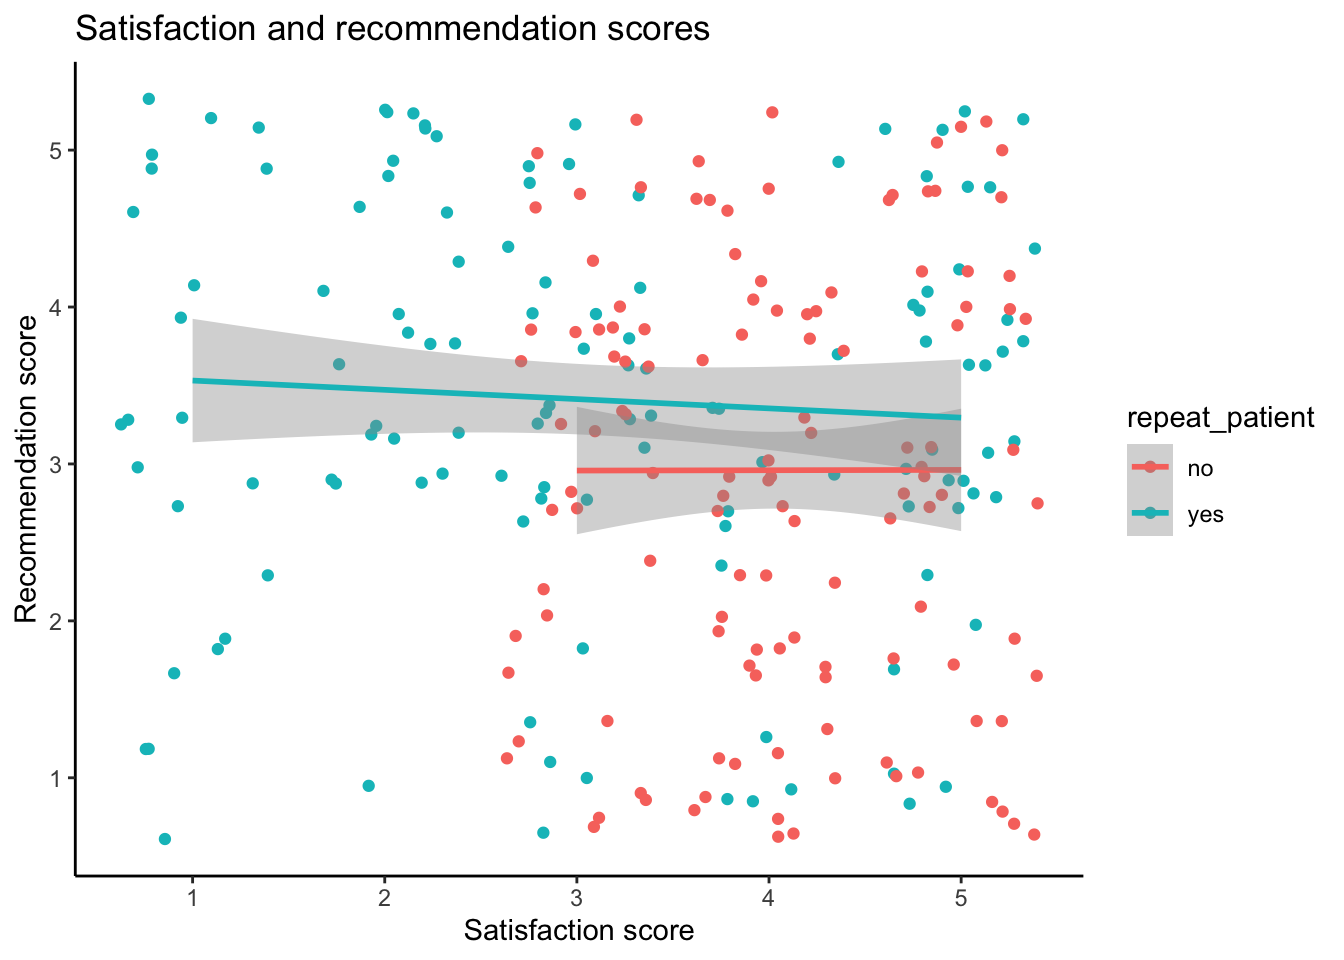 Satisfaction and recommendation scores
Recommendation score
5
4
3
2
1
1 2 3 4 5
Satisfaction score
repeat_patient
no
yes